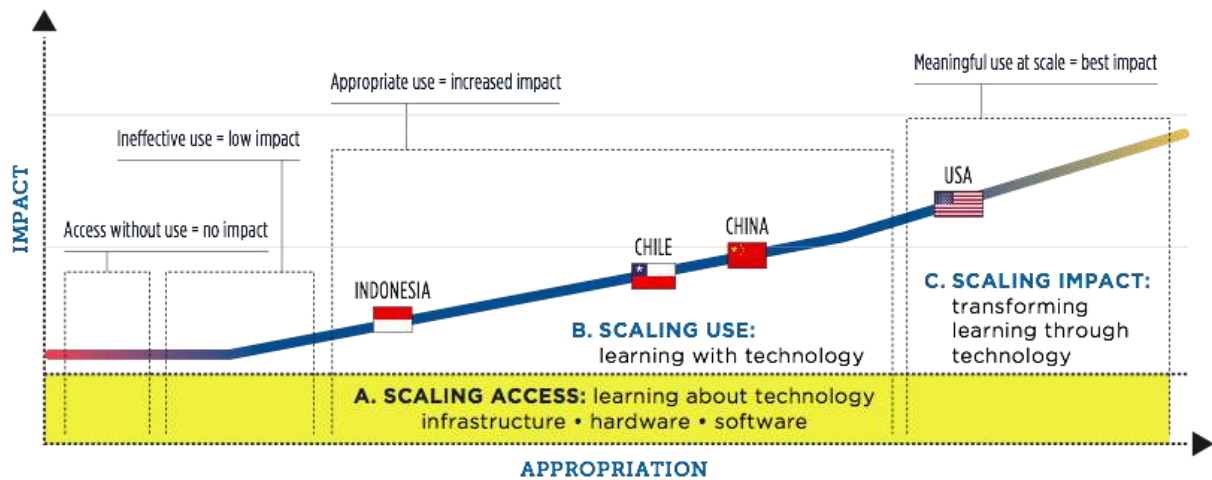 Meaningful use at scale = best impact
Appropriate use = increased impact
Ineffective use = low impact
Access without use = no impact
IMPACT
USA
CHINA
CHILE
INDONESIA
B. SCALING USE:
learning with technology
C. SCALING IMPACT:
transforming
learning through
technology
A. SCALING ACCESS: learning about technology
infrastructure • hardware • software
APPROPRIATION